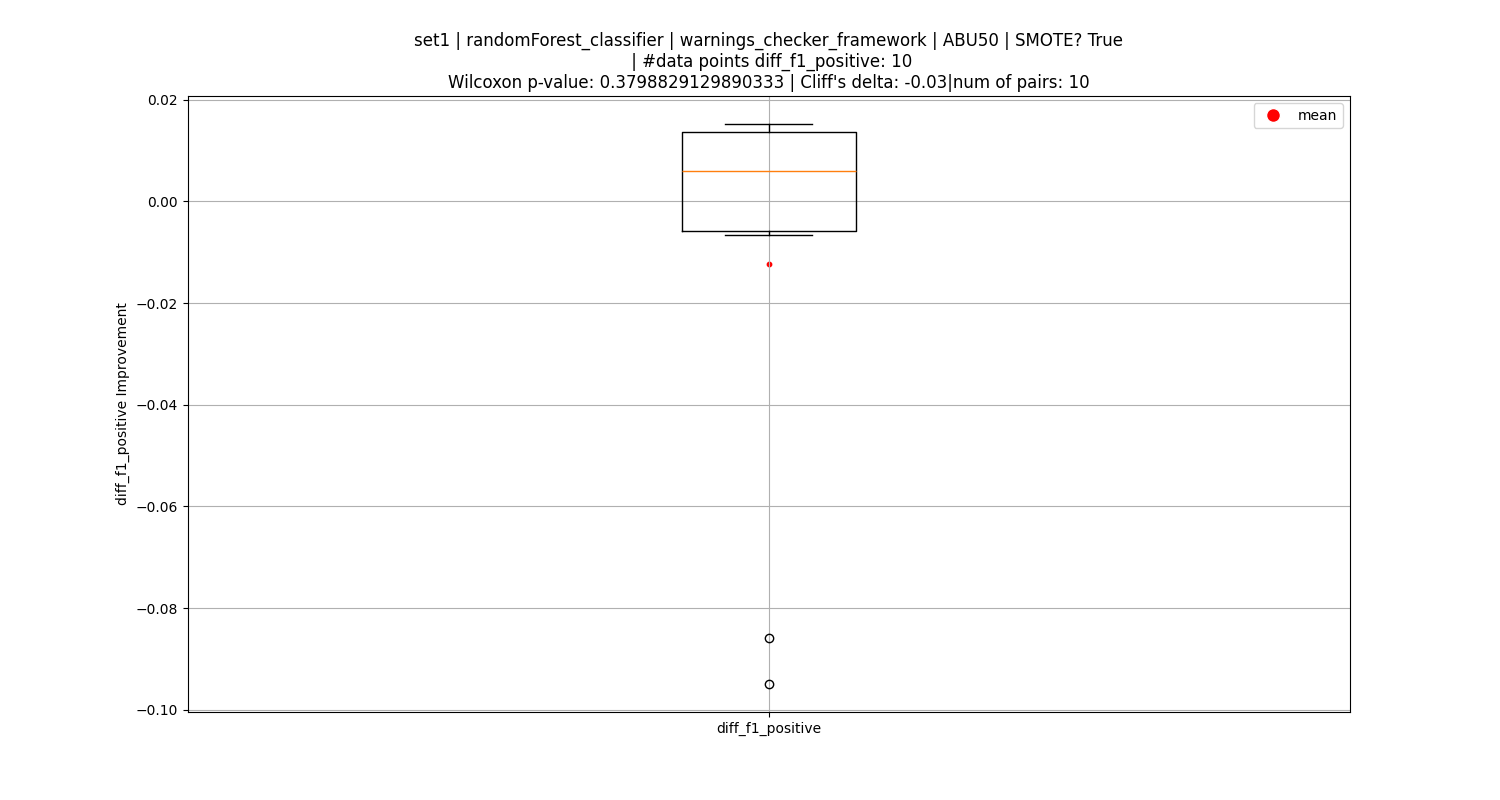 set1 | randomForest_classifier | warnings_checker_framework | ABU50 | SMOTE? True
| #data points diff_f1_positive: 10
Wilcoxon p-value: 0.3798829129890333 | Cliff's delta: -0.03|num of pairs: 10
mean
0.02
0.00
−0.02
−0.04
−0.06
−0.08
−0.10
diff_f1_positive Improvement
diff_f1_positive